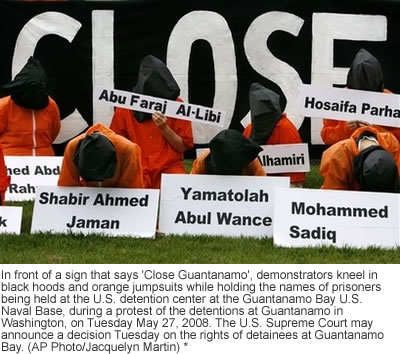 CLOSE
Abu Faraj Al-Libi
Hosaifa Parha
lhamiri
med Abd
Rah
k
Shabir Ahmed
Jaman
Yamatolah
Abul Wance
Mohammed
Sadiq
In front of a sign that says 'Close Guantanamo', demonstrators kneel in
black hoods and orange jumpsuits while holding the names of prisoners
being held at the U.S. detention center at the Guantanamo Bay U.S.
Naval Base, during a protest of the detentions at Guantanamo in
Washington, on Tuesday May 27, 2008. The U.S. Supreme Court may
announce a decision Tuesday on the rights of detainees at Guantanamo
Bay. (AP Photo/Jacquelyn Martin) *